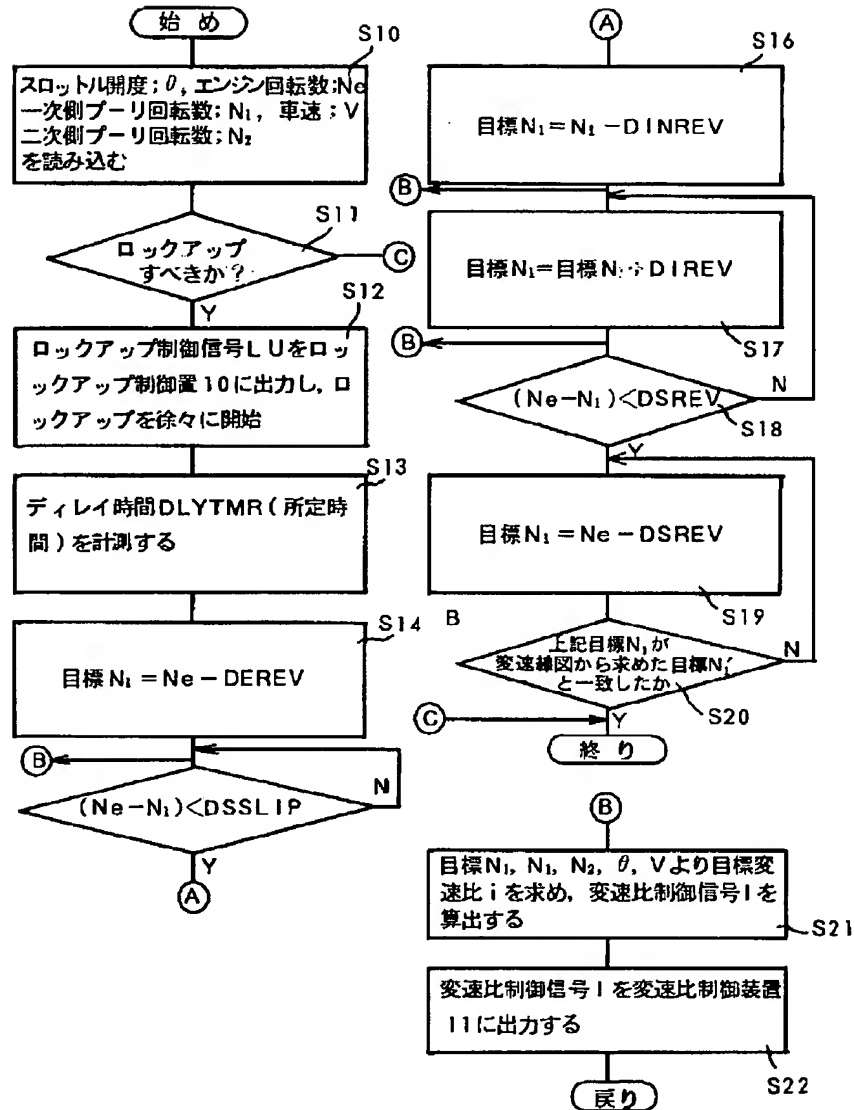 始め
S10
スロットル開度;θ, エンジン回転数;Ne
一次側プーリ回転数;N₁, 車速;V
二次側プーリ回転数;N₂
を読み込む
S11
ロックアップ
すべきか?
C
Y
S12
ロックアップ制御信号LUをロッ
クアップ制御置10に出力し,ロ
ックアップを徐々に開始
S13
ディレイ時間DLYTMR(所定時
間)を計測する
S14
目標N₁=Ne-DEREV
B
N
(Ne-N₁)<DSSLIP
Y
A
A
S16
目標N₁=N₁-DINREV
B
目標N₁=目標N₁+DIREV
B
S17
N
(Ne-N₁)<DSREV
S18
Y
目標N₁=Ne-DSREV
S19
B
上記目標N₁が
変速線図から求めた目標N₁'
と一致したか
N
S20
C
Y
終り
B
目標N₁, N₁, N₂, θ, Vより目標変
速比iを求め,変速比制御信号Iを
算出する
S21
変速比制御信号Iを変速比制御装置
11に出力する
S22
戻り